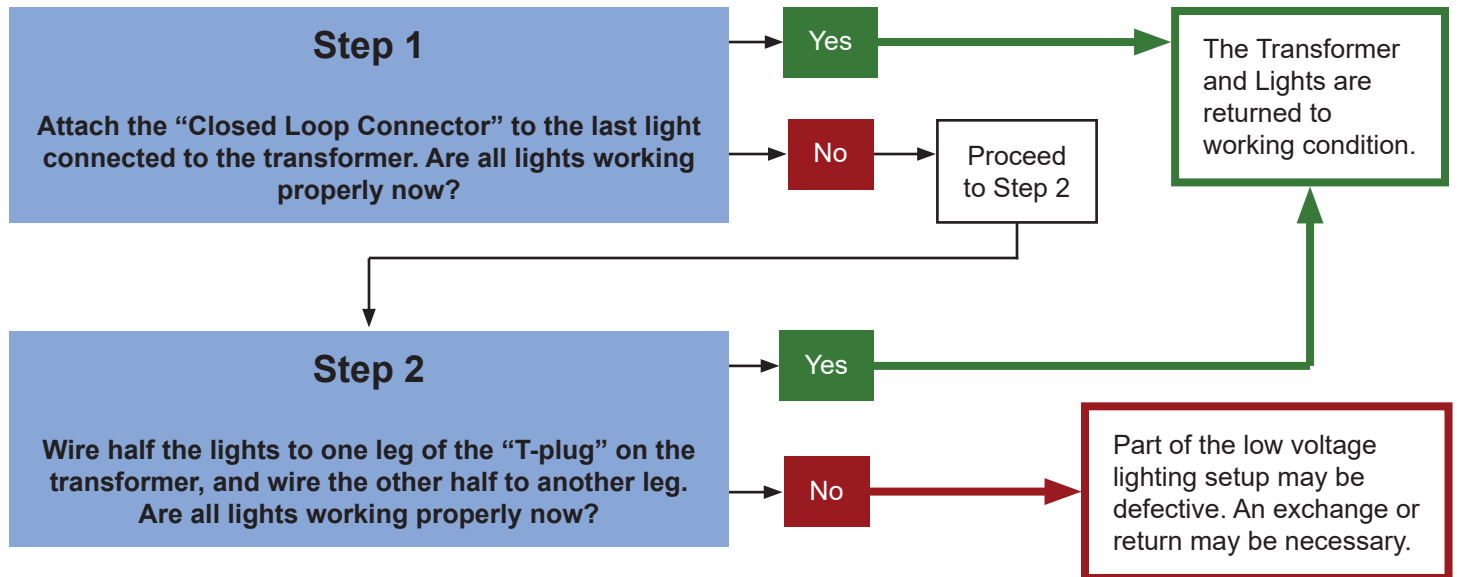 Step 1
Attach the “Closed Loop Connector” to the last light
connected to the transformer. Are all lights working
properly now?
Yes
No
Proceed
to Step 2
The Transformer
and Lights are
returned to
working condition.
Step 2
Wire half the lights to one leg of the “T-plug” on the
transformer, and wire the other half to another leg.
Are all lights working properly now?
Yes
No
Part of the low voltage
lighting setup may be
defective. An exchange or
return may be necessary.